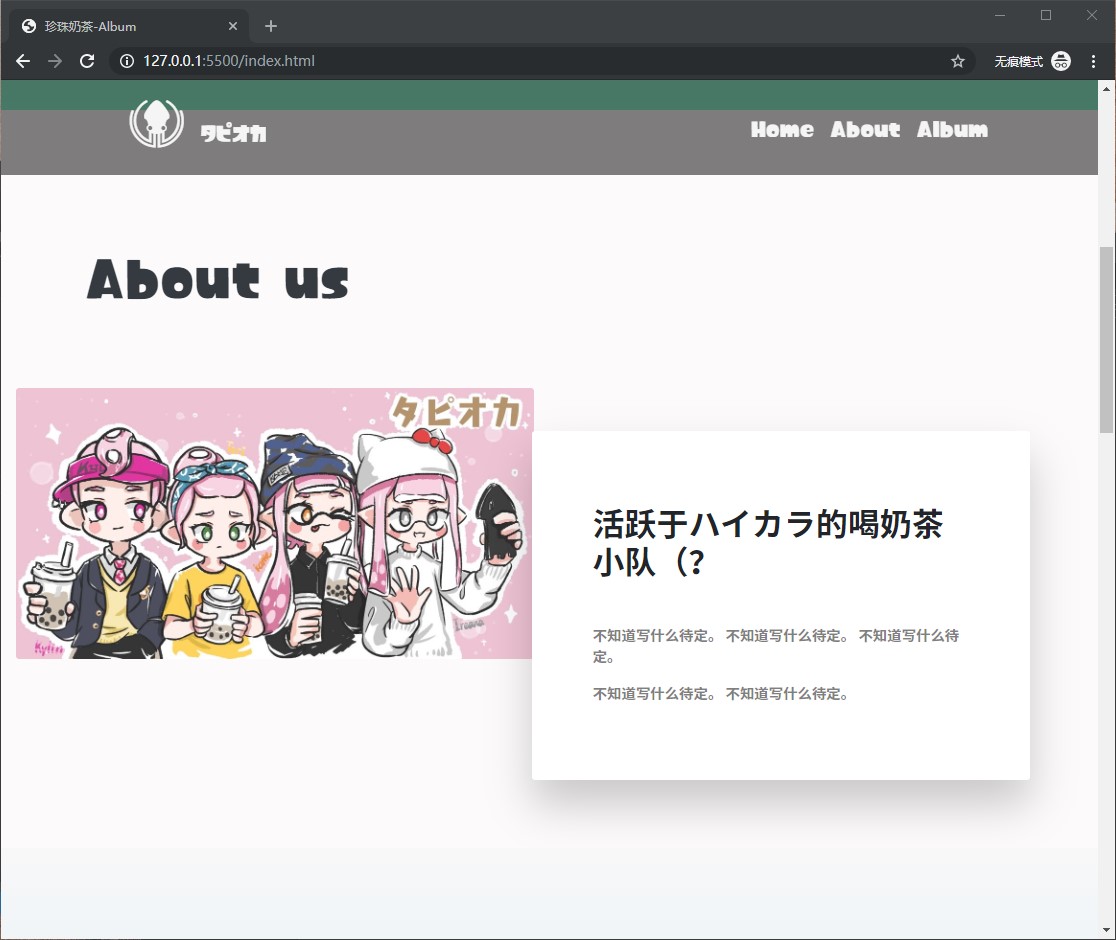 珍珠奶茶-Album
127.0.0.1:5500/index.html
无痕模式
タピオカ
Home About Album
About us
タピオカ
Kylin
活跃于ハイカラ的喝奶茶
小队（?
不知道写什么待定。 不知道写什么待定。 不知道写什么待
定。
不知道写什么待定。 不知道写什么待定。